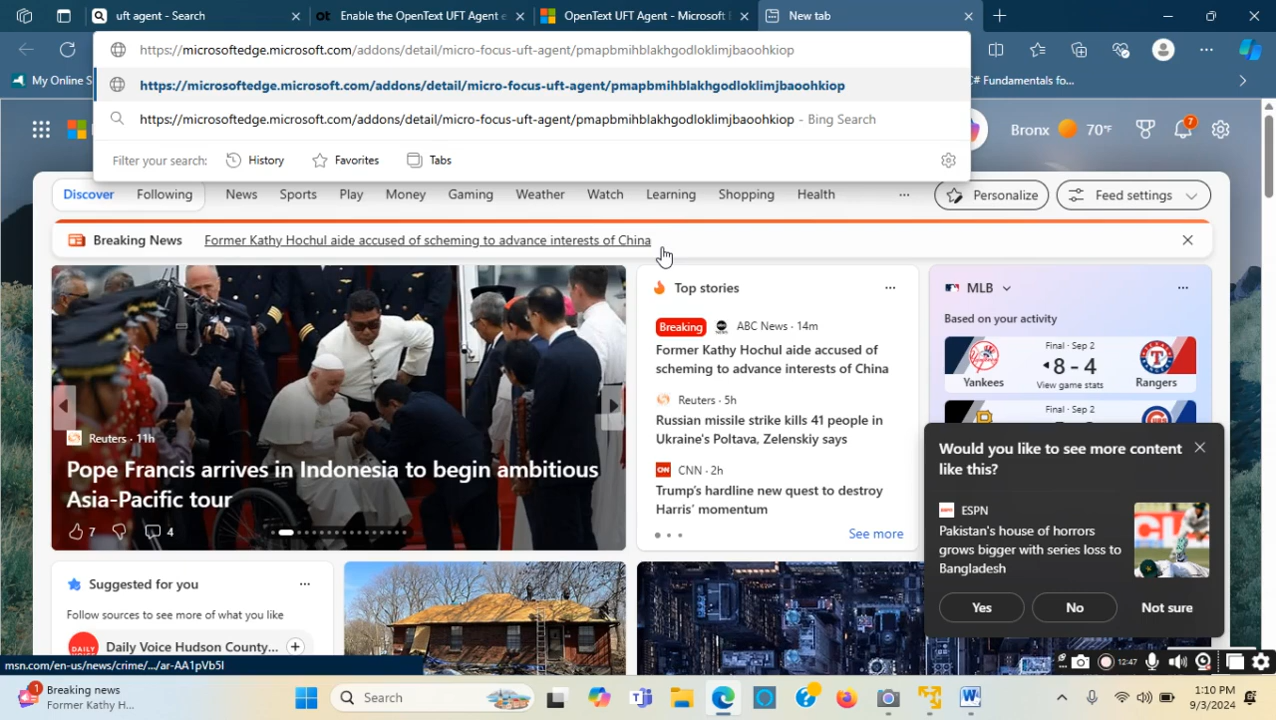 uft agent - Search
Enable the OpenText UFT Agent e
OpenText UFT Agent - Microsoft E
New tab
https://microsoftedge.microsoft.com/addons/detail/micro-focus-uft-agent/pmapbmihblakhgodloklimjbaoohkiop
My Online S
https://microsoftedge.microsoft.com/addons/detail/micro-focus-uft-agent/pmapbmihblakhgodloklimjbaoohkiop
# Fundamentals fo...
https://microsoftedge.microsoft.com/addons/detail/micro-focus-uft-agent/pmapbmihblakhgodloklimjbaoohkiop - Bing Search
Bronx 70°F
7
Filter your search: History Favorites Tabs
Discover Following News Sports Play Money Gaming Weather Watch Learning Shopping Health ... Personalize Feed settings
Breaking News Former Kathy Hochul aide accused of scheming to advance interests of China
Reuters · 11h
Pope Francis arrives in Indonesia to begin ambitious
Asia-Pacific tour
7 4
Top stories
Breaking ABC News · 14m
Former Kathy Hochul aide accused of
scheming to advance interests of China
Reuters · 5h
Russian missile strike kills 41 people in
Ukraine's Poltava, Zelenskiy says
CNN · 2h
Trump's hardline new quest to destroy
Harris' momentum
See more
MLB
Based on your activity
Final · Sep 2
8 - 4
Yankees View game stats Rangers
Final · Sep 2
Would you like to see more content
like this?
ESPN
Pakistan's house of horrors
grows bigger with series loss to
Bangladesh
Yes No Not sure
Suggested for you
Follow sources to see more of what you like
Daily Voice Hudson County...
msn.com/en-us/news/crime/.../ar-AA1pVb5I
12:47
1
Breaking news
Former Kathy H...
Search
1:10 PM
9/3/2024